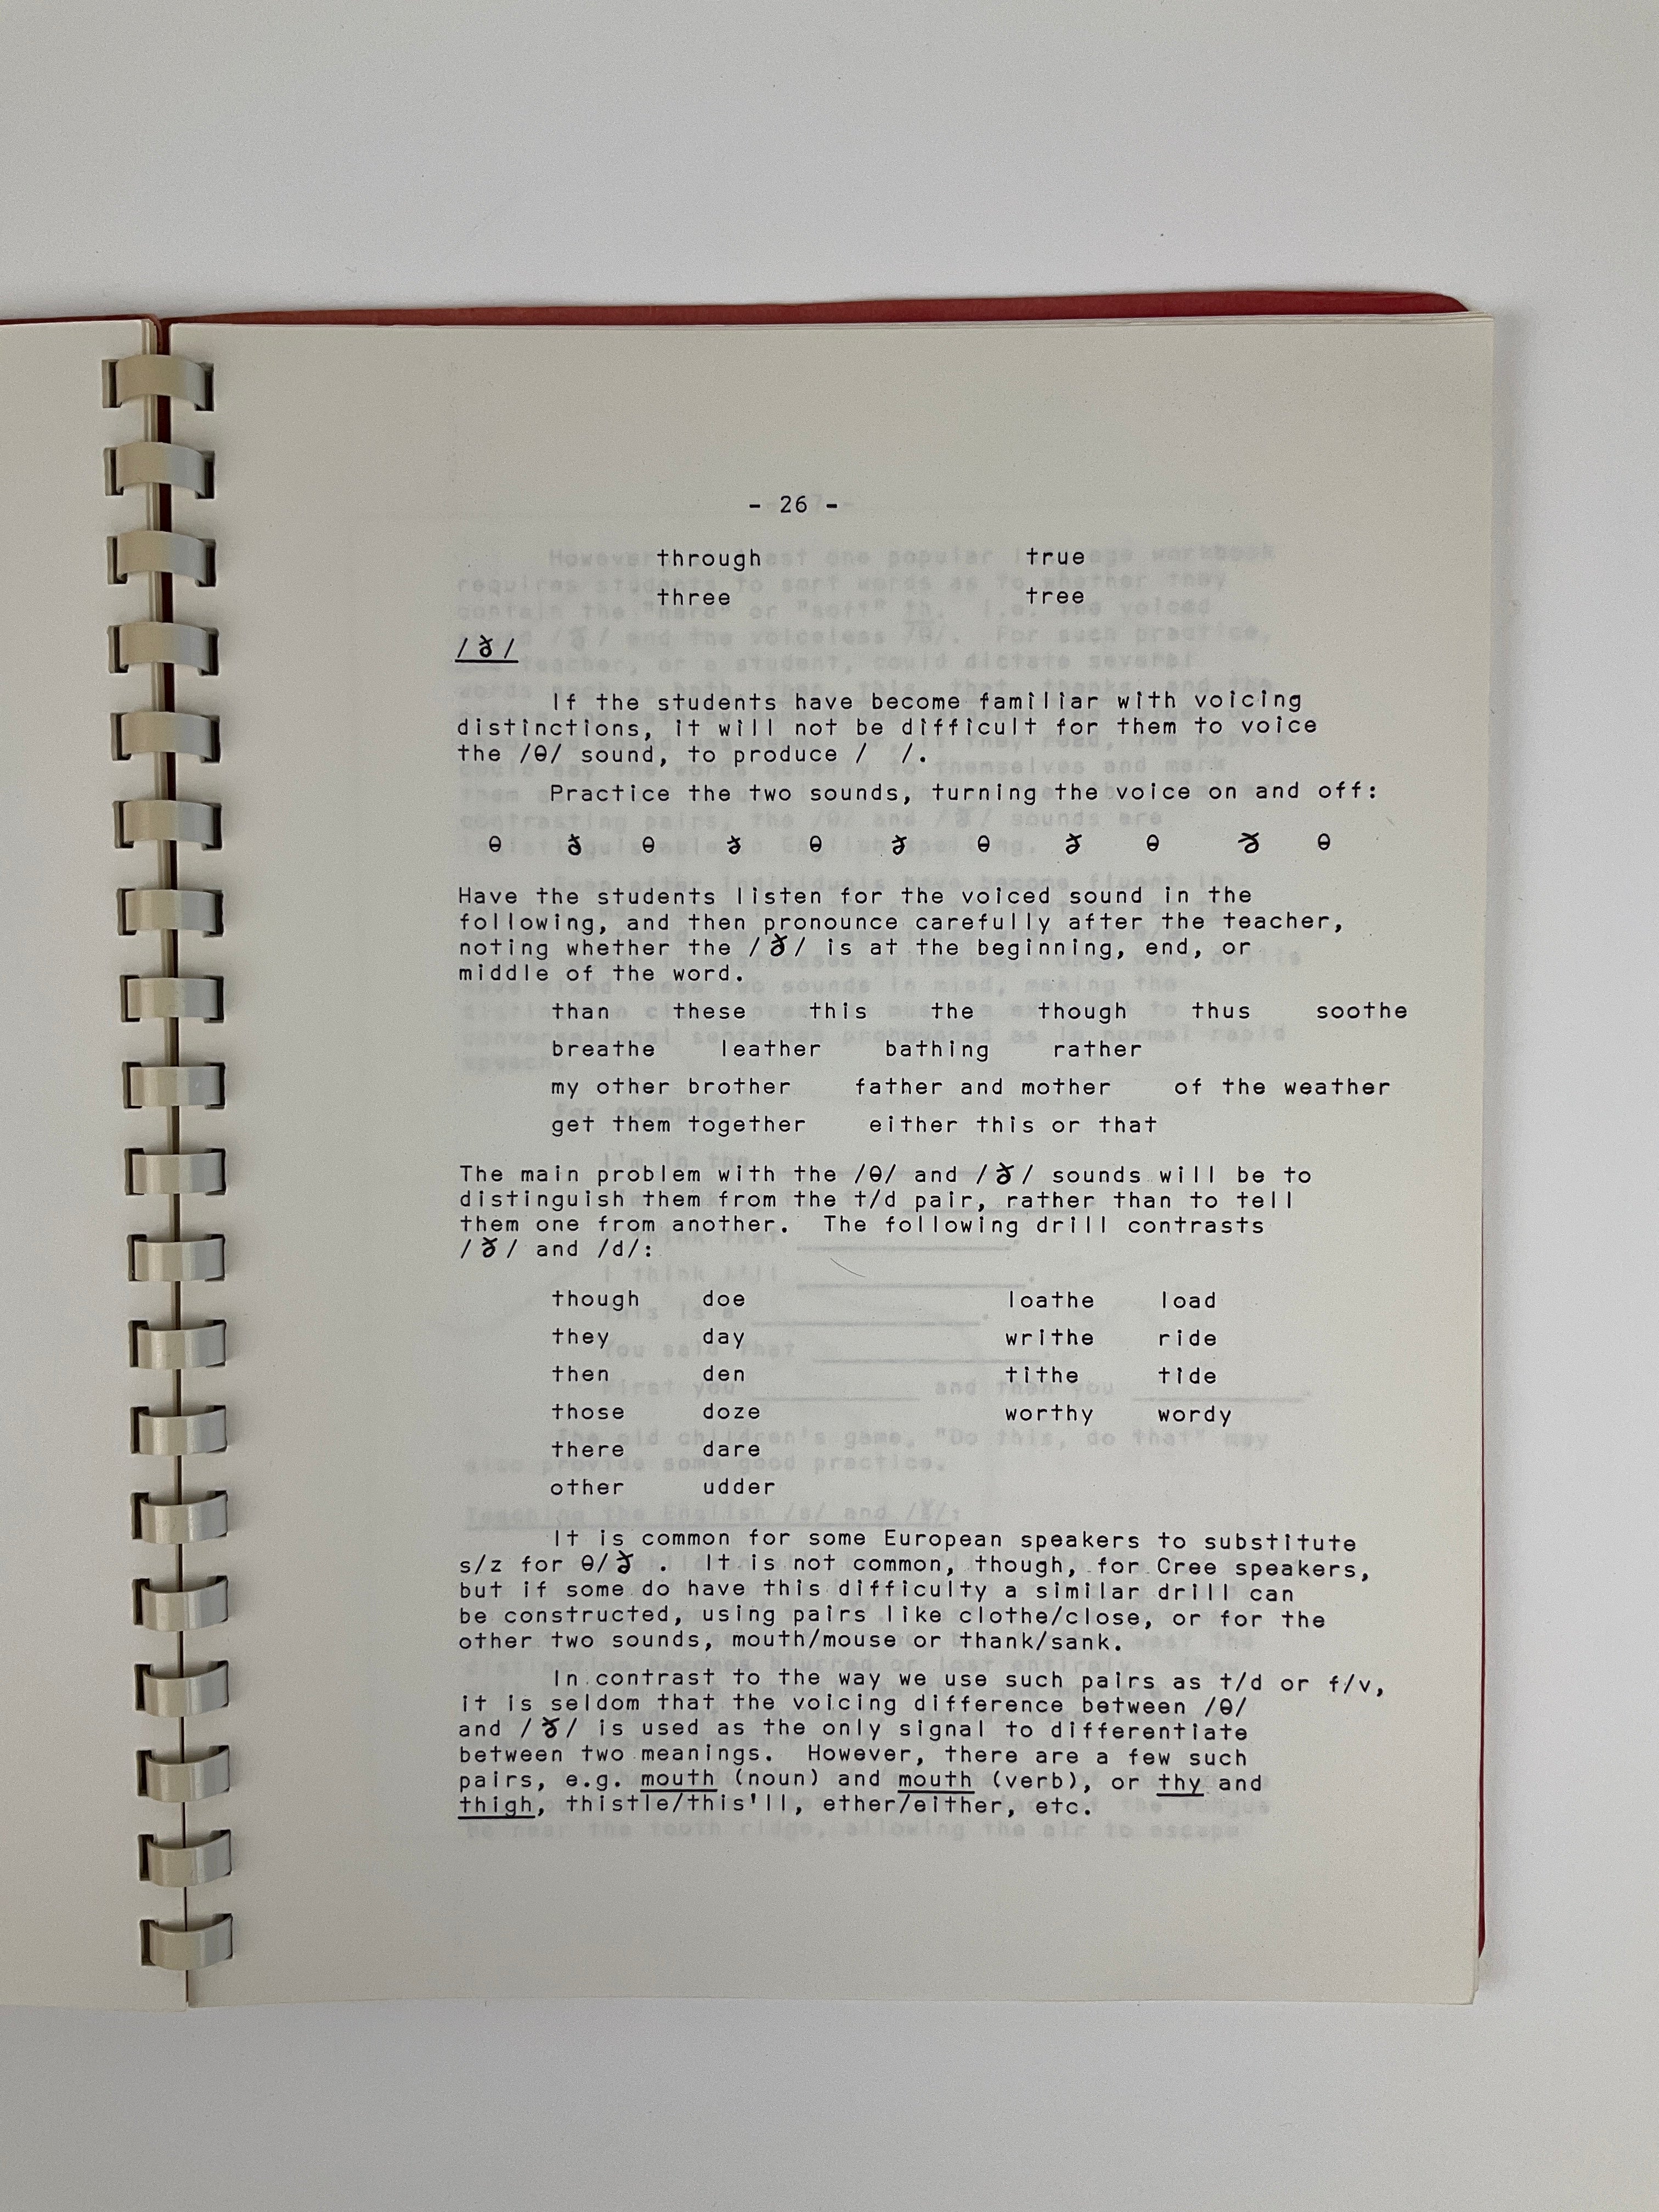 - 26 -
through true
three tree
/ð/
If the students have become familiar with voicing
distinctions, it will not be difficult for them to voice
the /θ/ sound, to produce / /.
Practice the two sounds, turning the voice on and off:
θ ð θ ð θ ð θ ð θ ð θ
Have the students listen for the voiced sound in the
following, and then pronounce carefully after the teacher,
noting whether the /ð/ is at the beginning, end, or
middle of the word.
than these this the though thus soothe
breathe leather bathing rather
my other brother father and mother of the weather
get them together either this or that
The main problem with the /θ/ and /ð/ sounds will be to
distinguish them from the t/d pair, rather than to tell
them one from another. The following drill contrasts
/ð/ and /d/:
though doe loathe load
they day writhe ride
then den tithe tide
those doze worthy wordy
there dare
other udder
It is common for some European speakers to substitute
s/z for θ/ð . It is not common, though, for Cree speakers,
but if some do have this difficulty a similar drill can
be constructed, using pairs like clothe/close, or for the
other two sounds, mouth/mouse or thank/sank.
In contrast to the way we use such pairs as t/d or f/v,
it is seldom that the voicing difference between /θ/
and /ð/ is used as the only signal to differentiate
between two meanings. However, there are a few such
pairs, e.g. mouth (noun) and mouth (verb), or thy and
thigh, thistle/this'll, ether/either, etc.